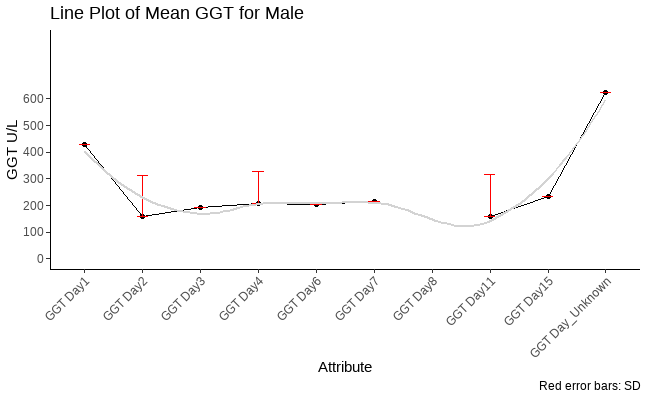 Line Plot of Mean GGT for Male
GGT U/L
600
500
400
300
200
100
0
GGT Day1
GGT Day2
GGT Day3
GGT Day4
GGT Day6
GGT Day7
GGT Day8
GGT Day11
GGT Day15
GGT Day_Unknown
Attribute
Red error bars: SD